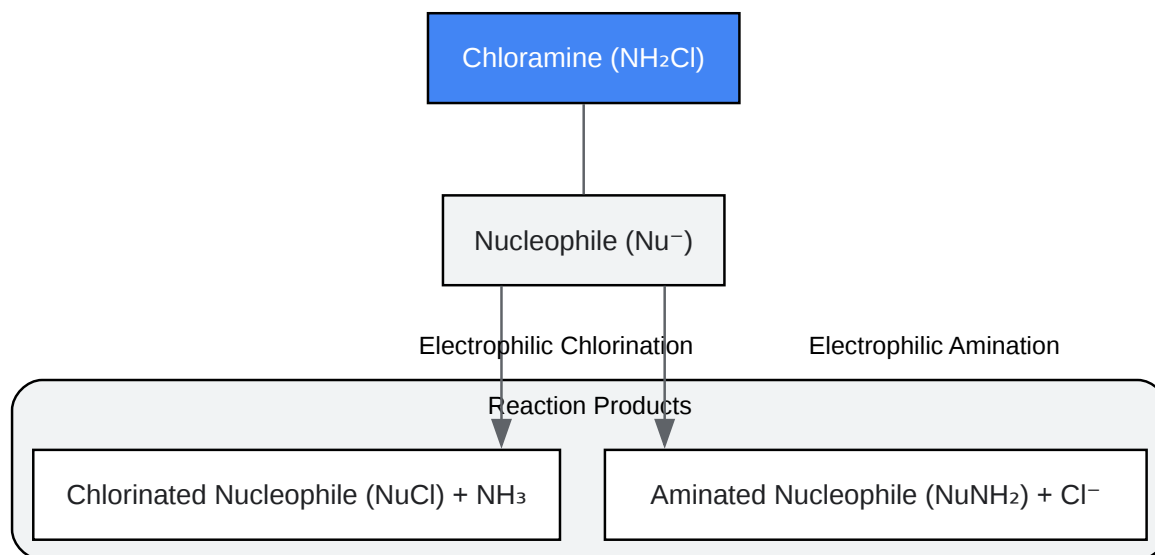 Chloramine (NH₂Cl)
Nucleophile (Nu⁻)
Electrophilic Chlorination
Electrophilic Amination
Reaction Products
Chlorinated Nucleophile (NuCl) + NH₃
Aminated Nucleophile (NuNH₂) + Cl⁻